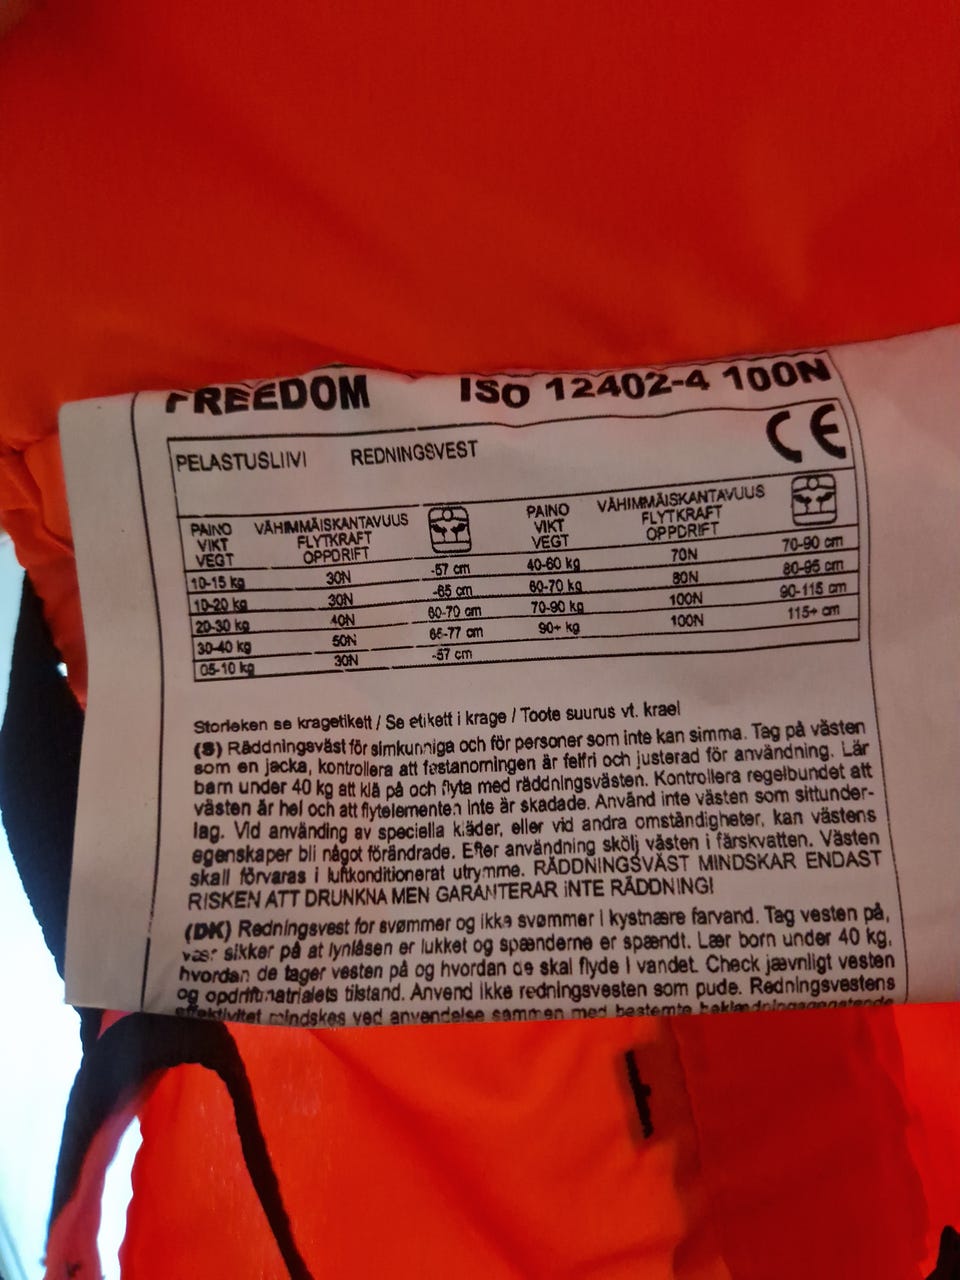 FREEDOM ISO 12402-4 100N
PELASTUSLIIVI REDNINGSVEST CE
PAINO VÄHIMMÄISKANTAVUUS PAINO VÄHIMMÄISKANTAVUUS
VIKT FLYTKRAFT VIKT FLYTKRAFT
VEGT OPPDRIFT VEGT OPPDRIFT
10-15 kg 30N -57 cm 40-60 kg 70N 70-90 cm
10-20 kg 30N -65 cm 60-70 kg 80N 80-95 cm
20-30 kg 40N 60-70 cm 70-90 kg 100N 90-115 cm
30-40 kg 50N 65-77 cm 90+ kg 100N 115+ cm
05-10 kg 30N -57 cm
Storleken se kragetikett / Se etikett i krage / Toote suurus vt. krael
(S) Räddningsväst för simkunniga och för personer som inte kan simma. Tag på västen
som en jacka, kontrollera att fastanorningen är felfri och justerad för användning. Lär
barn under 40 kg att klä på och flyta med räddningsvästen. Kontrollera regelbundet att
västen är hel och att flytelementen inte är skadade. Använd inte västen som sittunder-
lag. Vid använding av speciella kläder, eller vid andra omståndigheter, kan västens
egenskaper bli något förändrade. Efter användning skölj västen i färskvatten. Västen
skall förvaras i luftkonditionerat utrymme. RÄDDNINGSVÄST MINDSKAR ENDAST
RISKEN ATT DRUNKNA MEN GARANTERAR INTE RÄDDNING!
(DK) Redningsvest for svømmer og ikke svømmer i kystnære farvand. Tag vesten på,
vær sikker på at lynlåsen er lukket og spænderne er spændt. Lær born under 40 kg,
hvordan de tager vesten på og hvordan de skal flyde i vandet. Check jævnligt vesten
og tilstand. Anvend ikke redningsvesten som pude. Redningsvestens
effektivitet mindskes ved anvendelse sammen med bestemte